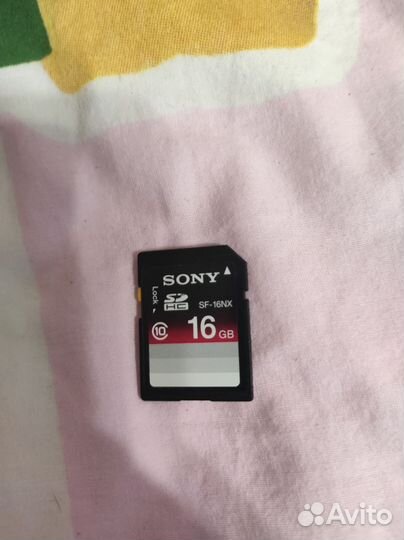 SONY
Lock
SD
HC
SF-16NX
10
16 GB
Avito